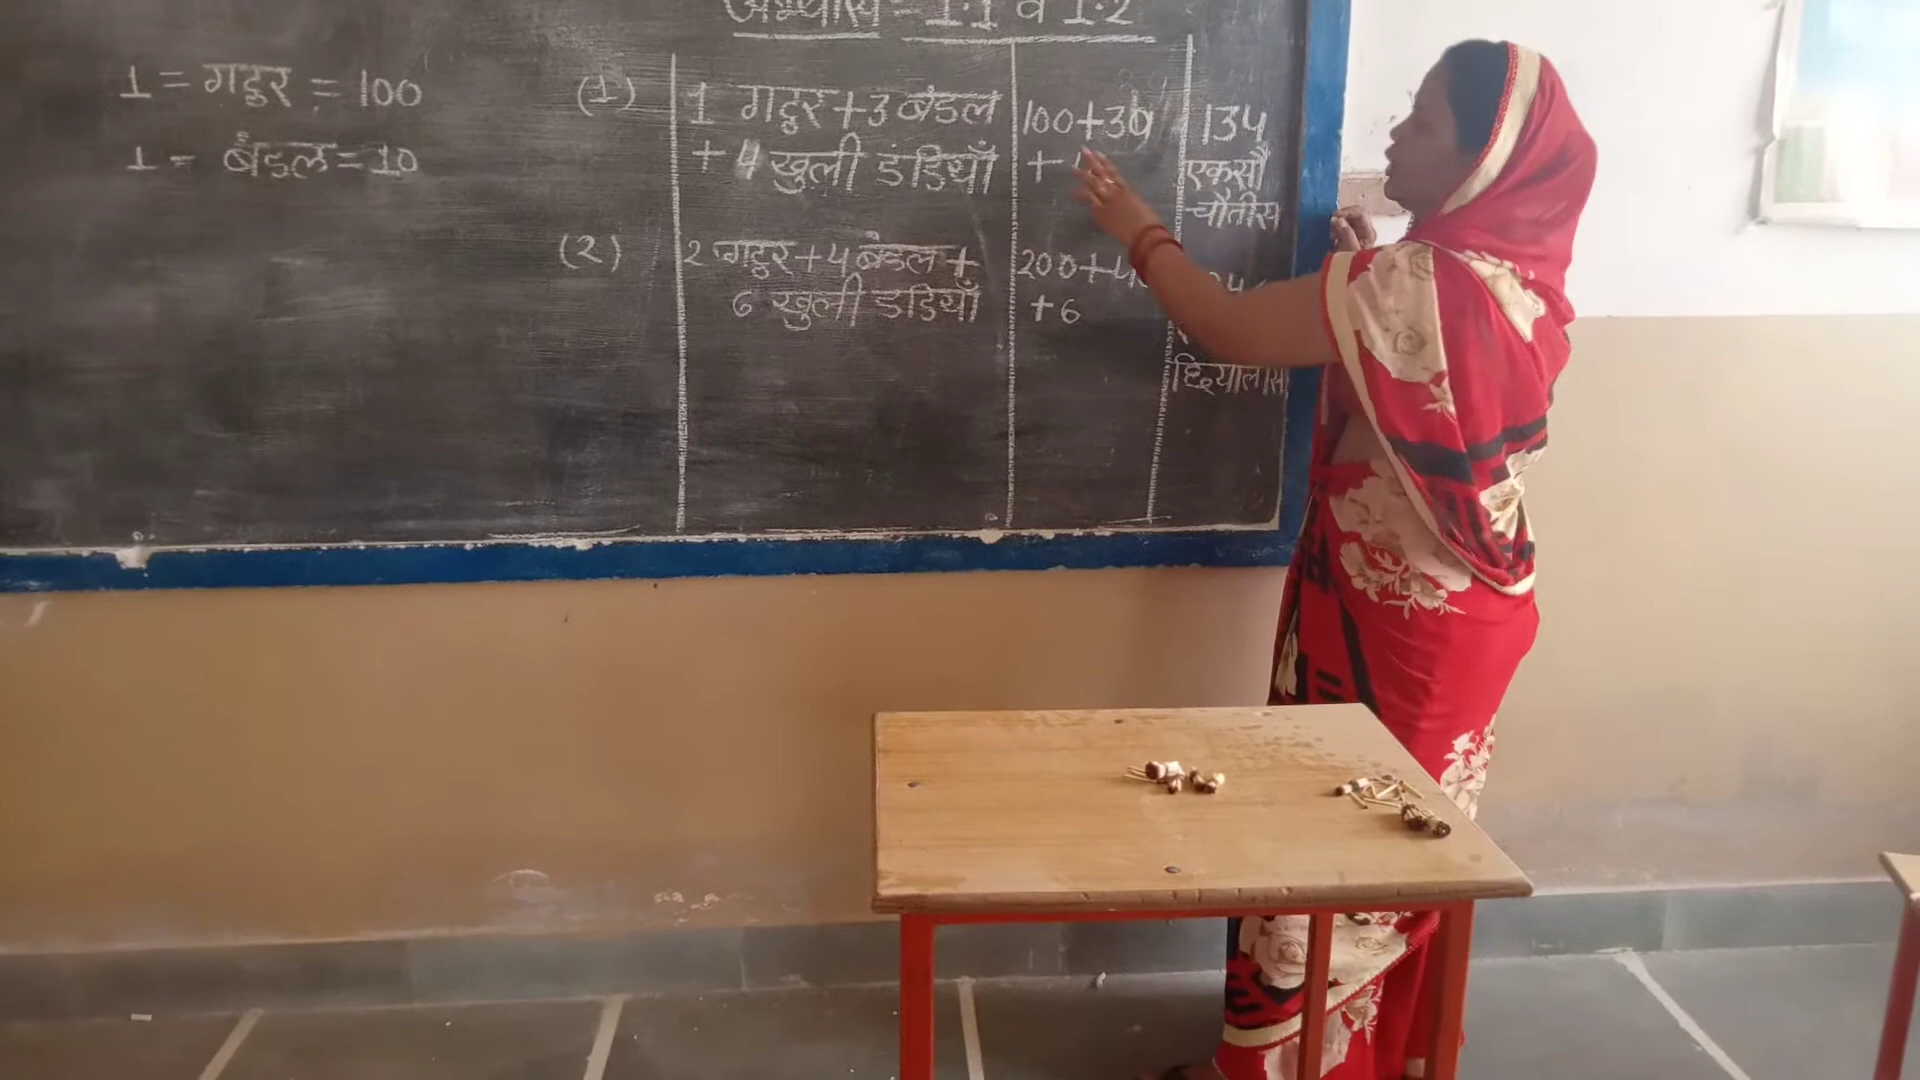 अभ्यास = 1.1 व 1.2
1 = गट्ठर = 100
1 = बंडल = 10
(1) 1 गट्ठर + 3 बंडल
+ 4 खुली डंडियाँ
100 + 30
+
134
एकसौ
चौतीस
(2) 2 गट्ठर + 4 बंडल +
6 खुली डंडियाँ
200 + 4
+ 6
छियालीस